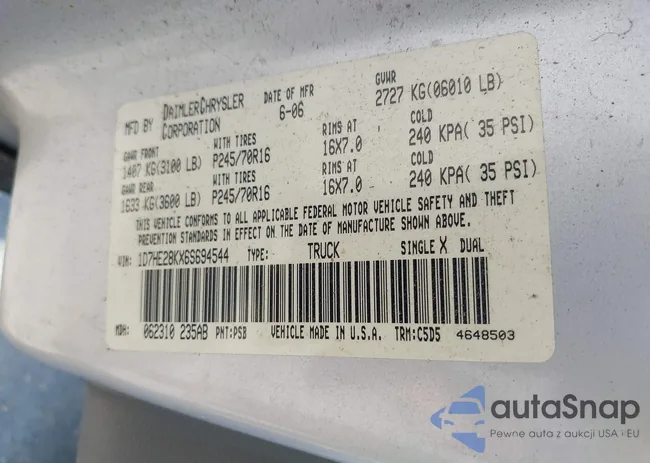 MFD BY DAIMLERCHRYSLER CORPORATION DATE OF MFR 6-06 GVWR 2727 KG(06010 LB)
GAWR FRONT WITH TIRES RIMS AT COLD
1407 KG(3100 LB) P245/70R16 16X7.0 240 KPA( 35 PSI)
GAWR REAR WITH TIRES RIMS AT COLD
1633 KG(3600 LB) P245/70R16 16X7.0 240 KPA( 35 PSI)
THIS VEHICLE CONFORMS TO ALL APPLICABLE FEDERAL MOTOR VEHICLE SAFETY AND THEFT
PREVENTION STANDARDS IN EFFECT ON THE DATE OF MANUFACTURE SHOWN ABOVE.
VIN: 1D7HE28KX6S694544 TYPE: TRUCK SINGLE X DUAL
MDH: 062310 235AB PNT:PSB VEHICLE MADE IN U.S.A. TRM:C5D5 4648503
autaSnap
Pewne auta z aukcji USA i EU